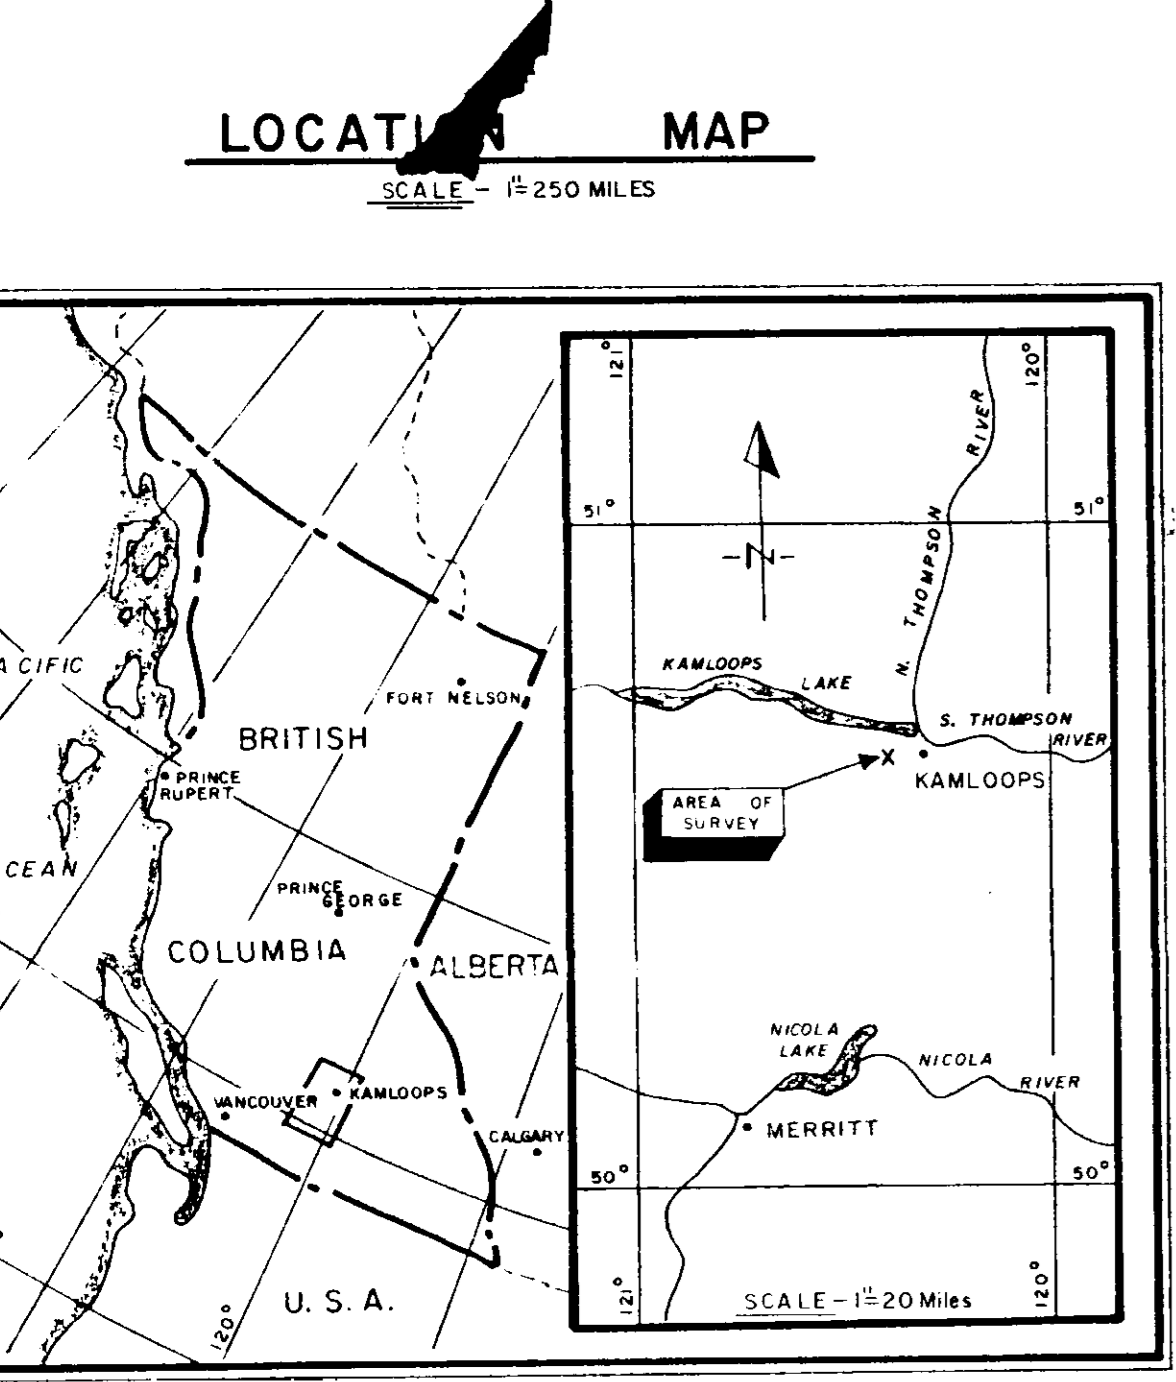 LOCATION MAP
SCALE - 1"=250 MILES
ACIFIC
CEAN
FORT NELSON
BRITISH
PRINCE
RUPERT
PRINCE
GEORGE
COLUMBIA
ALBERTA
VANCOUVER
KAMLOOPS
CALGARY
U. S. A.
120°
121°
120°
51°
51°
N
N. THOMPSON RIVER
KAMLOOPS LAKE
S. THOMPSON
RIVER
KAMLOOPS
AREA OF
SURVEY
NICOLA
LAKE
NICOLA RIVER
MERRITT
50°
50°
121°
120°
SCALE - 1"=20 Miles